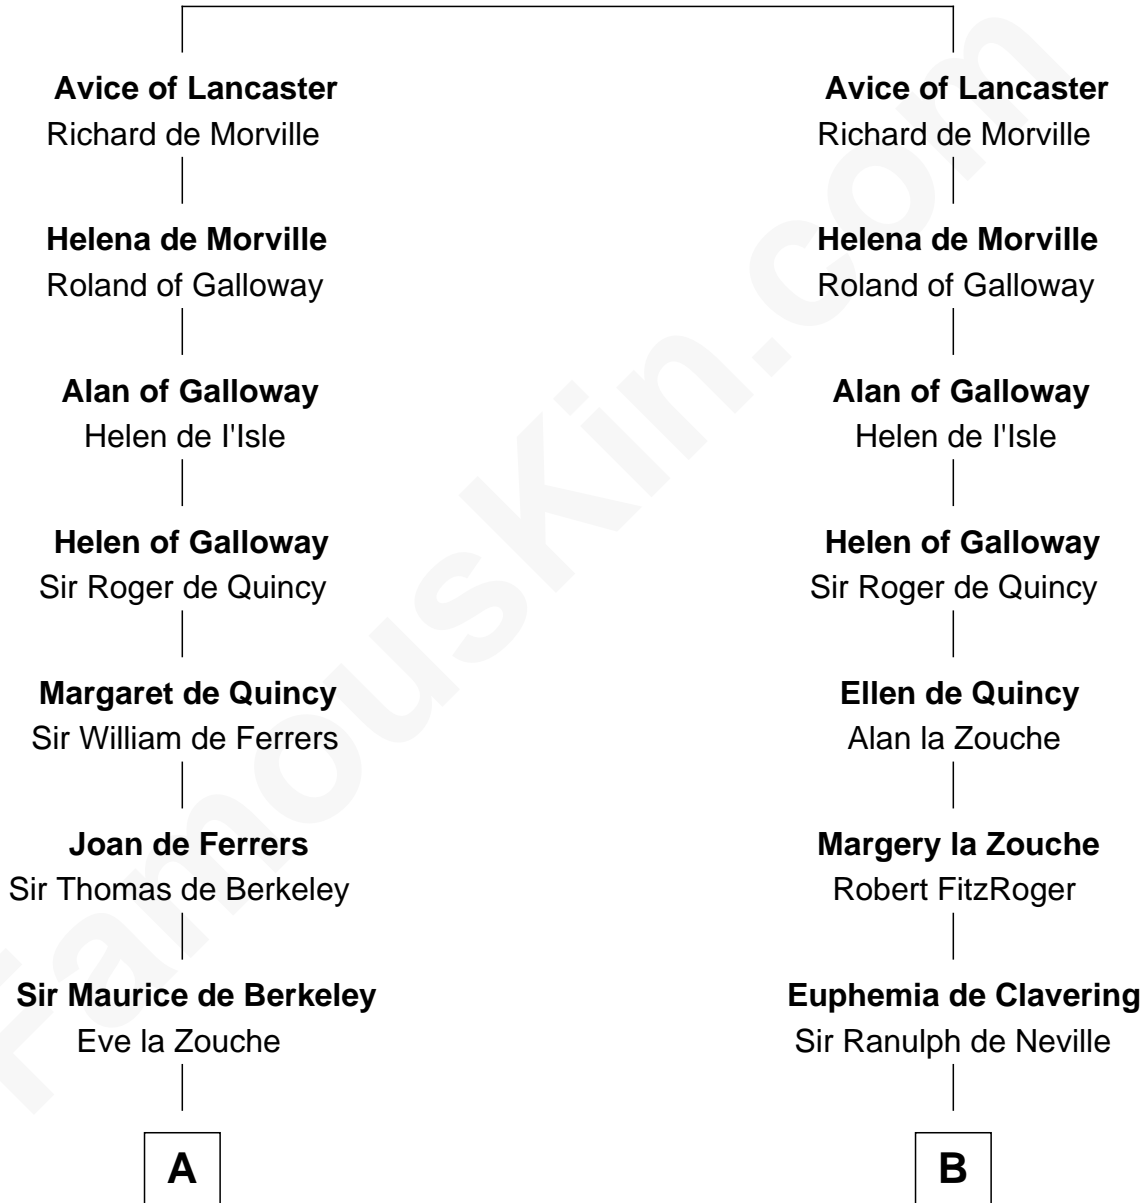 Avice of Lancaster
Richard de Morville
Helena de Morville
Roland of Galloway
Alan of Galloway
Helen de I'Isle
Helen of Galloway
Sir Roger de Quincy
Margaret de Quincy
Sir William de Ferrers
Joan de Ferrers
Sir Thomas de Berkeley
Sir Maurice de Berkeley
Eve la Zouche
A
Avice of Lancaster
Richard de Morville
Helena de Morville
Roland of Galloway
Alan of Galloway
Helen de I'Isle
Helen of Galloway
Sir Roger de Quincy
Ellen de Quincy
Alan la Zouche
Margery la Zouche
Robert FitzRoger
Euphemia de Clavering
Sir Ranulph de Neville
B
FamousKin.com